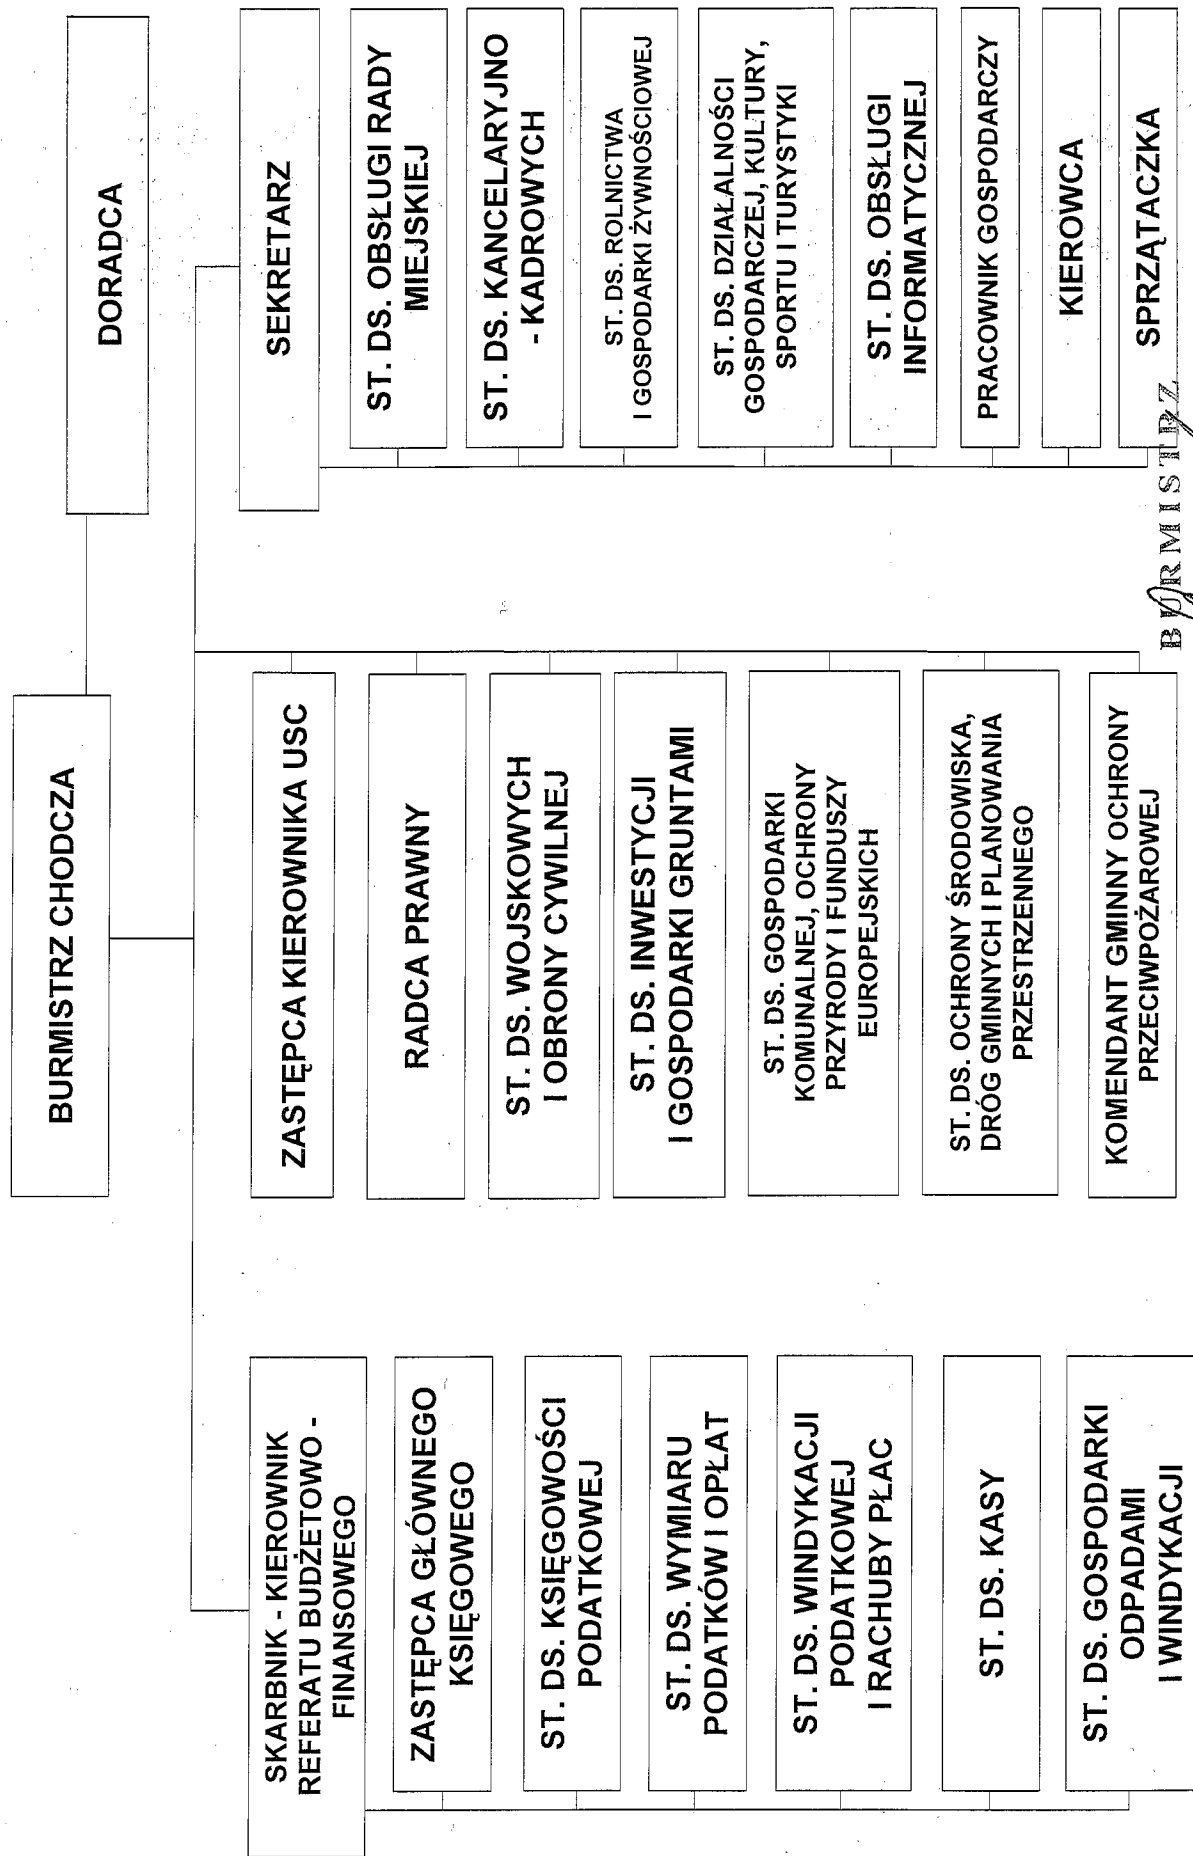 BURMISTRZ CHODCZA
DORADCA
SKARBNIK - KIEROWNIK
REFERATU BUDŻETOWO -
FINANSOWEGO
ZASTĘPCA GŁÓWNEGO
KSIĘGOWEGO
ST. DS. KSIĘGOWOŚCI
PODATKOWEJ
ST. DS. WYMIARU
PODATKÓW I OPŁAT
ST. DS. WINDYKACJI
PODATKOWEJ
I RACHUBY PŁAC
ST. DS. KASY
ST. DS. GOSPODARKI
ODPADAMI
I WINDYKACJI
ZASTĘPCA KIEROWNIKA USC
RADCA PRAWNY
ST. DS. WOJSKOWYCH
I OBRONY CYWILNEJ
ST. DS. INWESTYCJI
I GOSPODARKI GRUNTAMI
ST. DS. GOSPODARKI
KOMUNALNEJ, OCHRONY
PRZYRODY I FUNDUSZY
EUROPEJSKICH
ST. DS. OCHRONY ŚRODOWISKA,
DRÓG GMINNYCH I PLANOWANIA
PRZESTRZENNEGO
KOMENDANT GMINNY OCHRONY
PRZECIWPOŻAROWEJ
SEKRETARZ
ST. DS. OBSŁUGI RADY
MIEJSKIEJ
ST. DS. KANCELARYJNO
- KADROWYCH
ST. DS. ROLNICTWA
I GOSPODARKI ŻYWNOŚCIOWEJ
ST. DS. DZIAŁALNOŚCI
GOSPODARCZEJ, KULTURY,
SPORTU I TURYSTYKI
ST. DS. OBSŁUGI
INFORMATYCZNEJ
PRACOWNIK GOSPODARCZY
KIEROWCA
SPRZĄTACZKA
BURMISTRZ